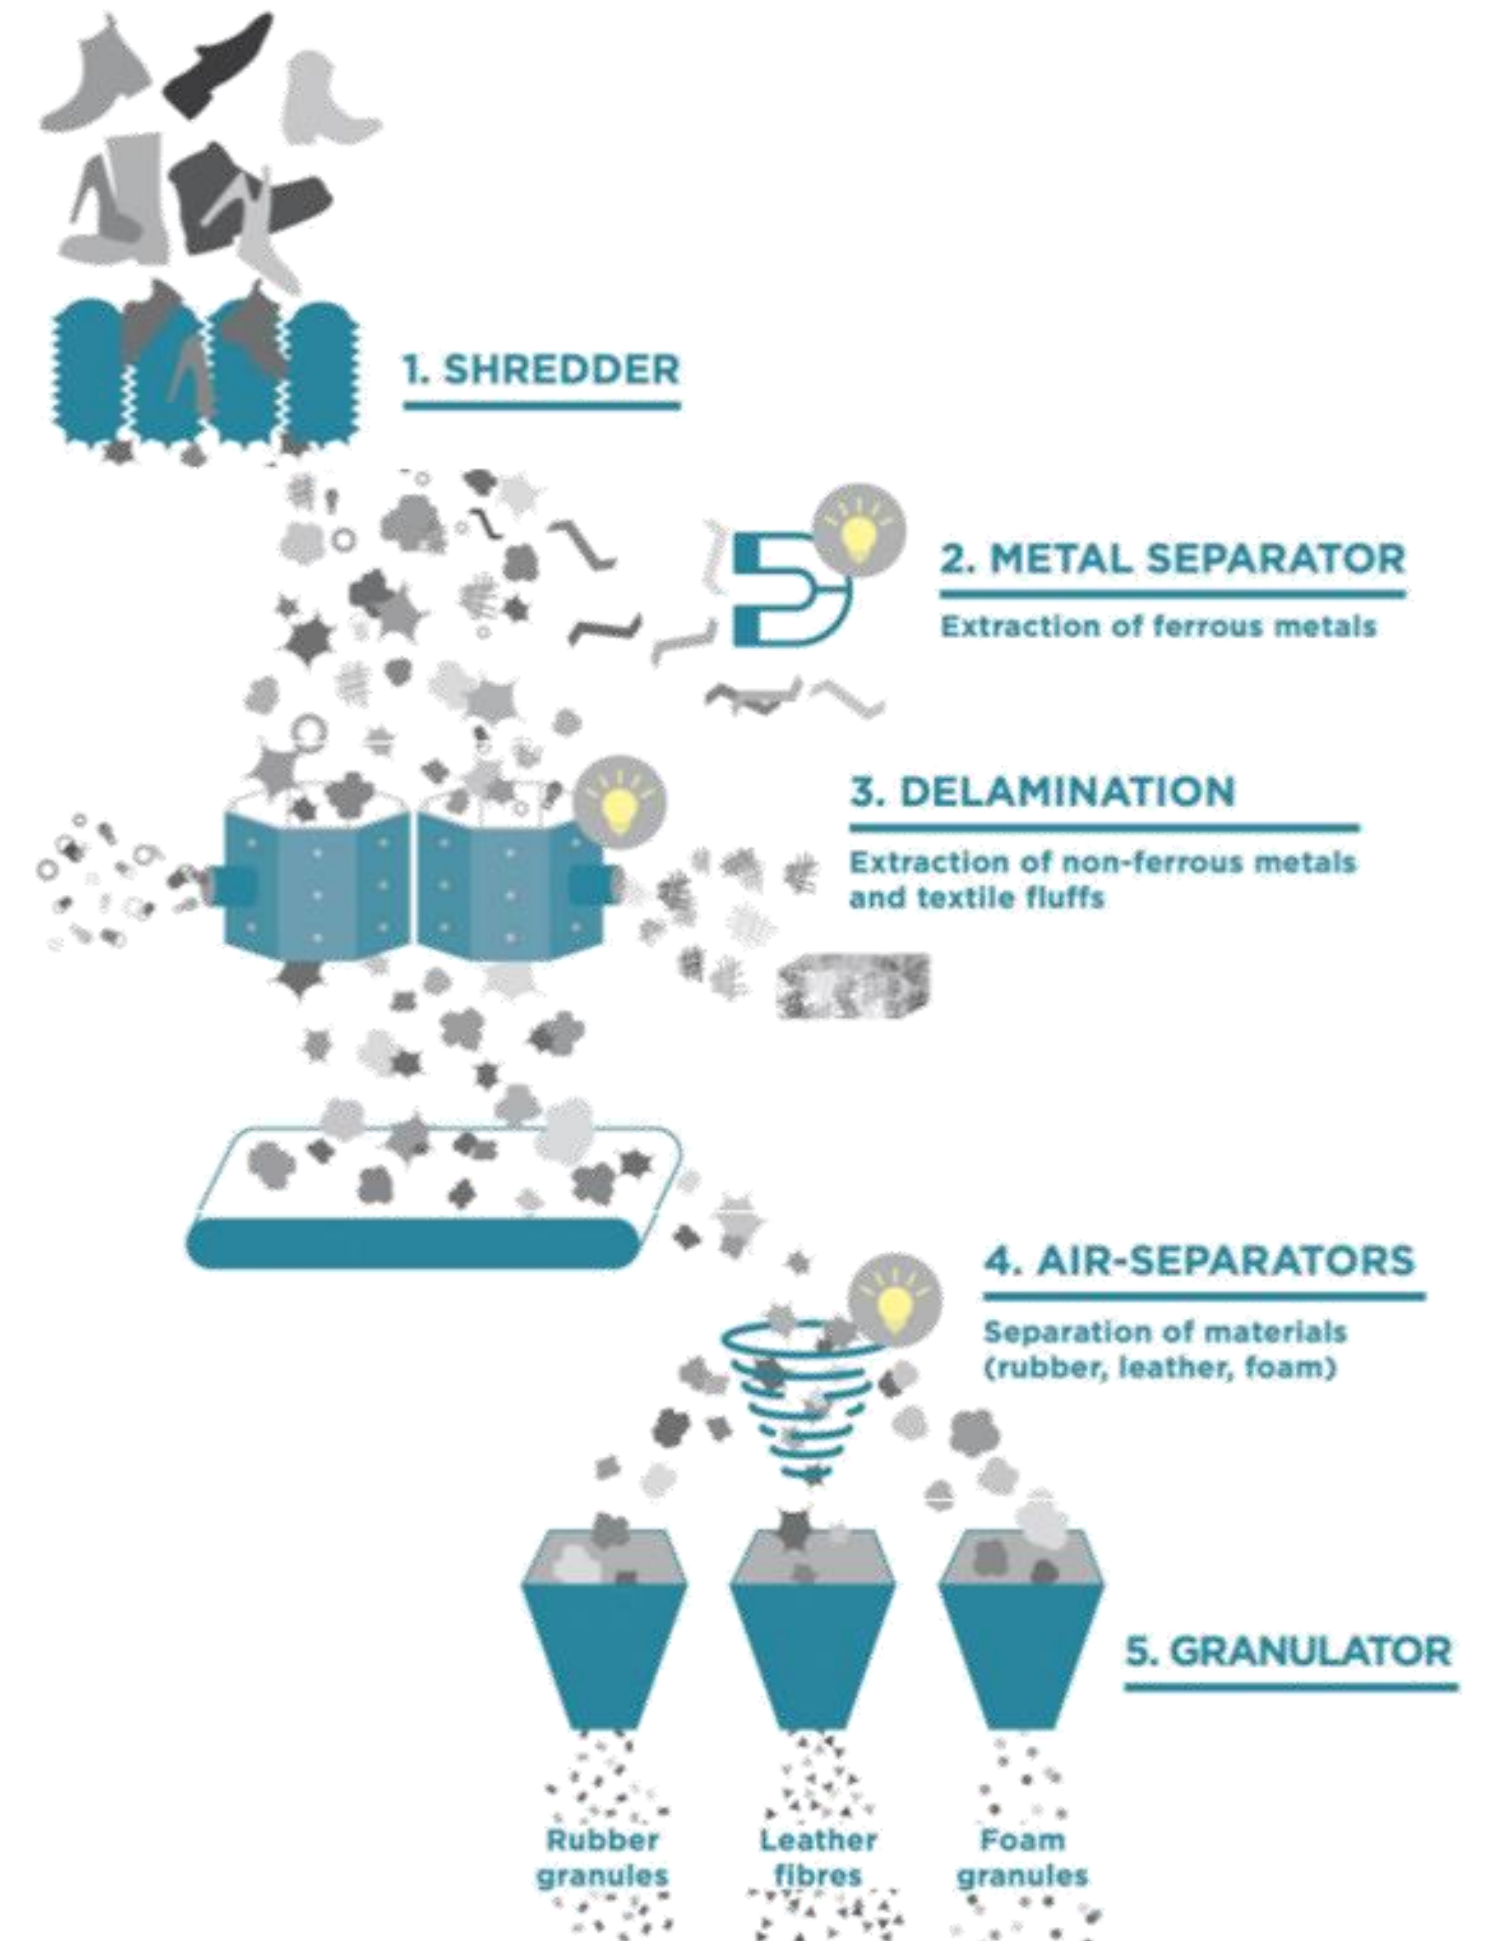 1. SHREDDER
2. METAL SEPARATOR
Extraction of ferrous metals
3. DELAMINATION
Extraction of non-ferrous metals
and textile fluffs
4. AIR-SEPARATORS
Separation of materials
(rubber, leather, foam)
5. GRANULATOR
Rubber
granules
Leather
fibres
Foam
granules